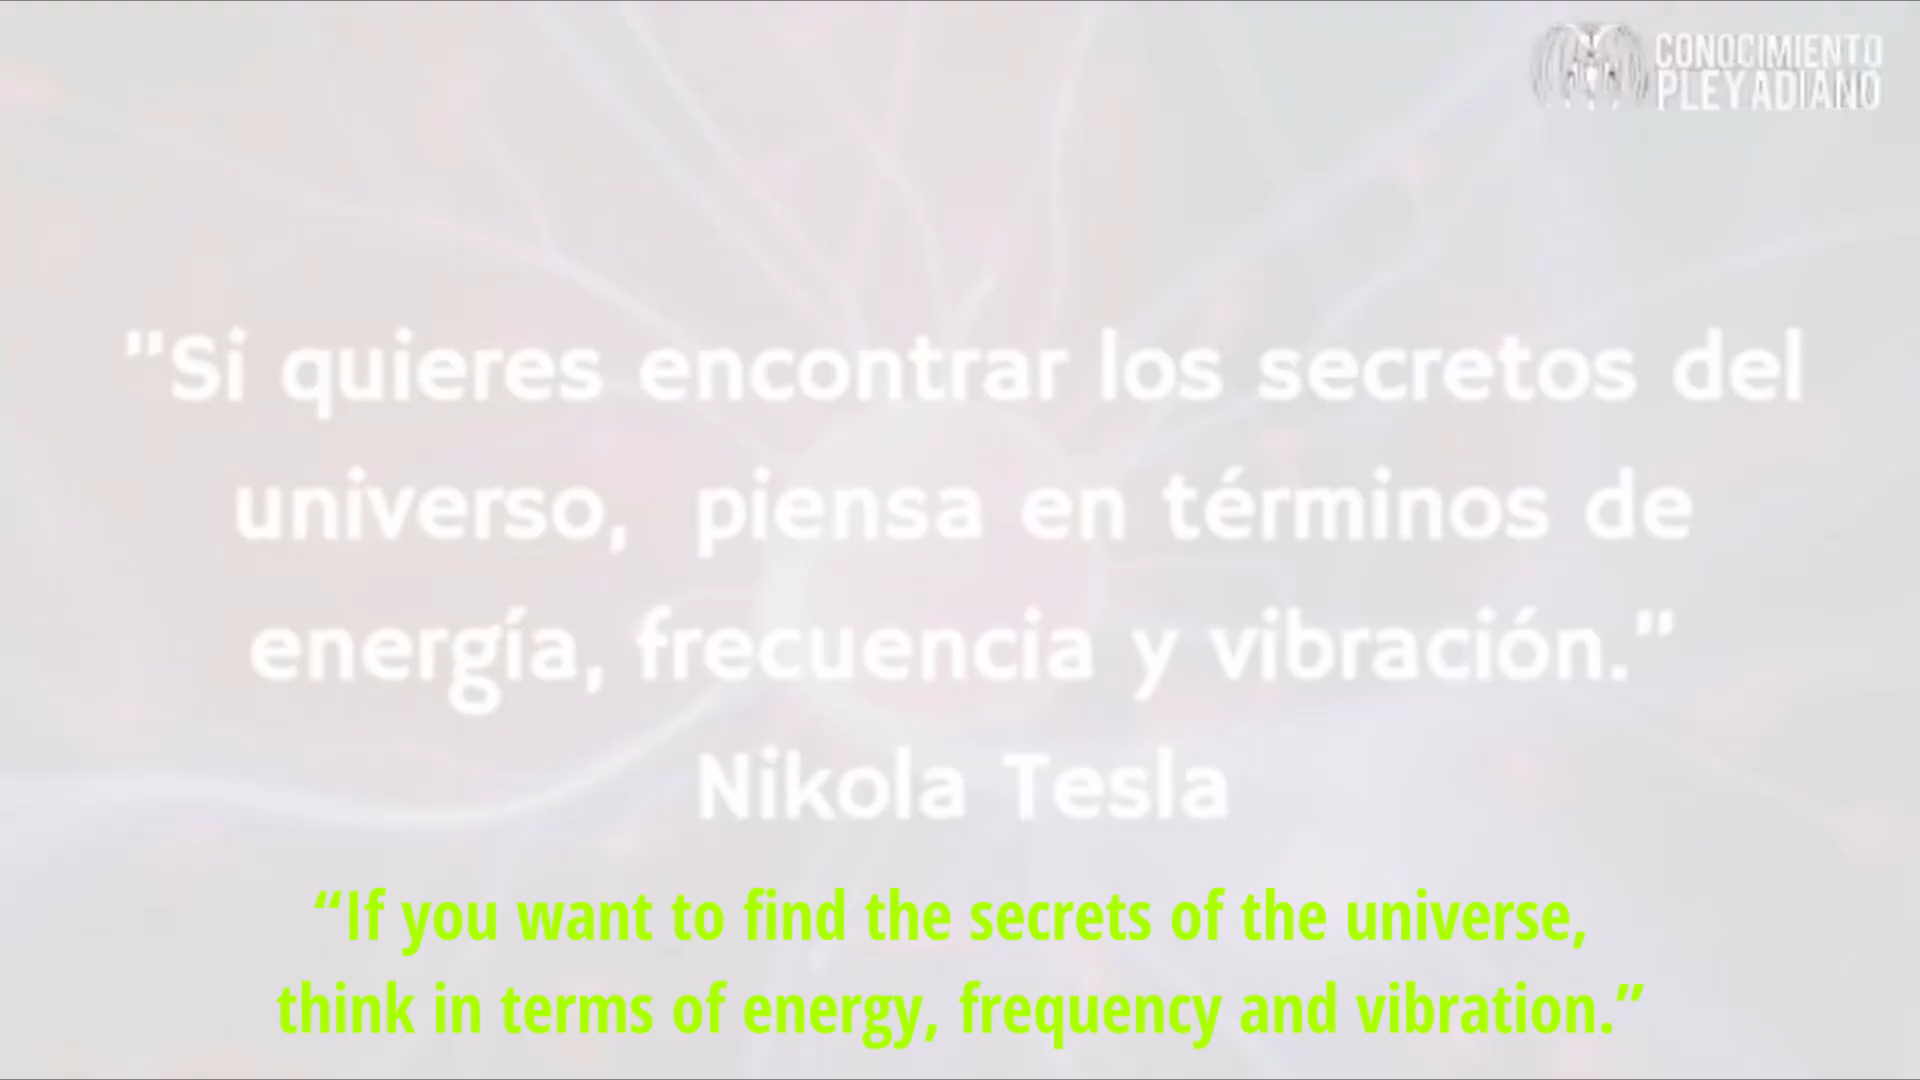 CONOCIMIENTO
PLEYADIANO
"Si quieres encontrar los secretos del
universo, piensa en términos de
energía, frecuencia y vibración."
Nikola Tesla
“If you want to find the secrets of the universe,
think in terms of energy, frequency and vibration.”